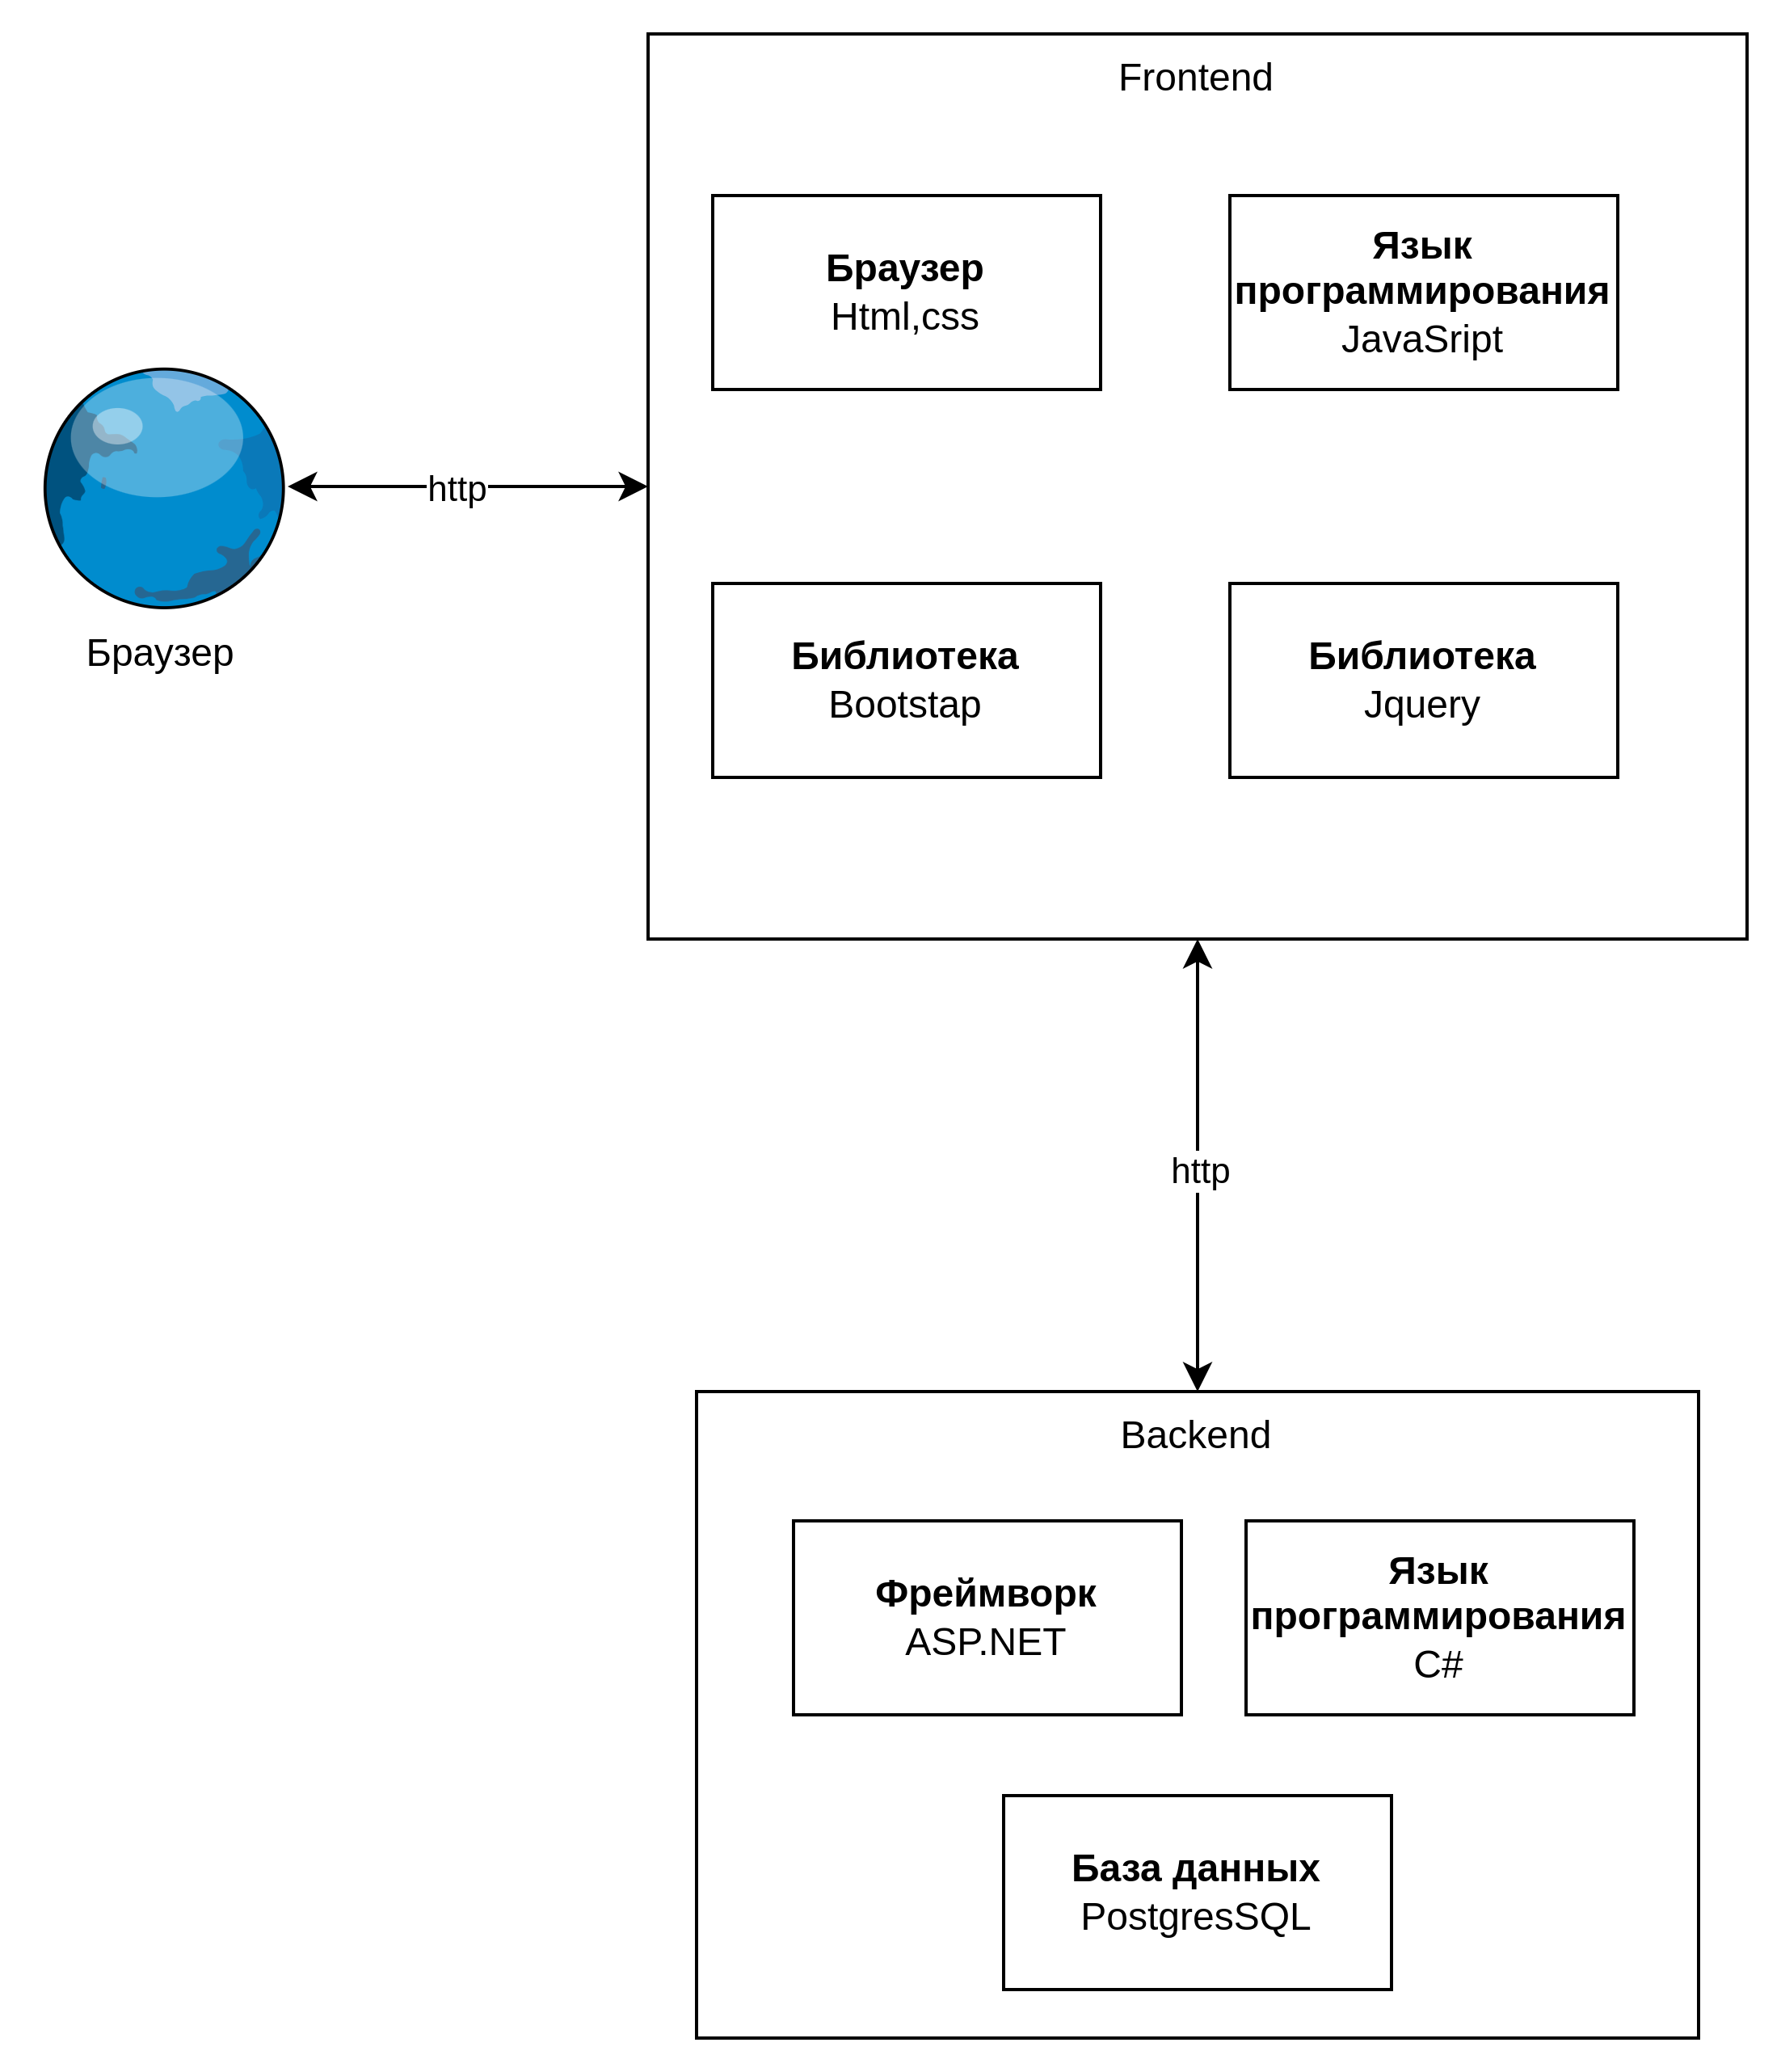 Frontend
Браузер
Html,css
Язык
программирования
JavaSript
http
Браузер
Библиотека
Bootstap
Библиотека
Jquery
http
Backend
Фреймворк
ASP.NET
Язык
программирования
C#
База данных
PostgresSQL